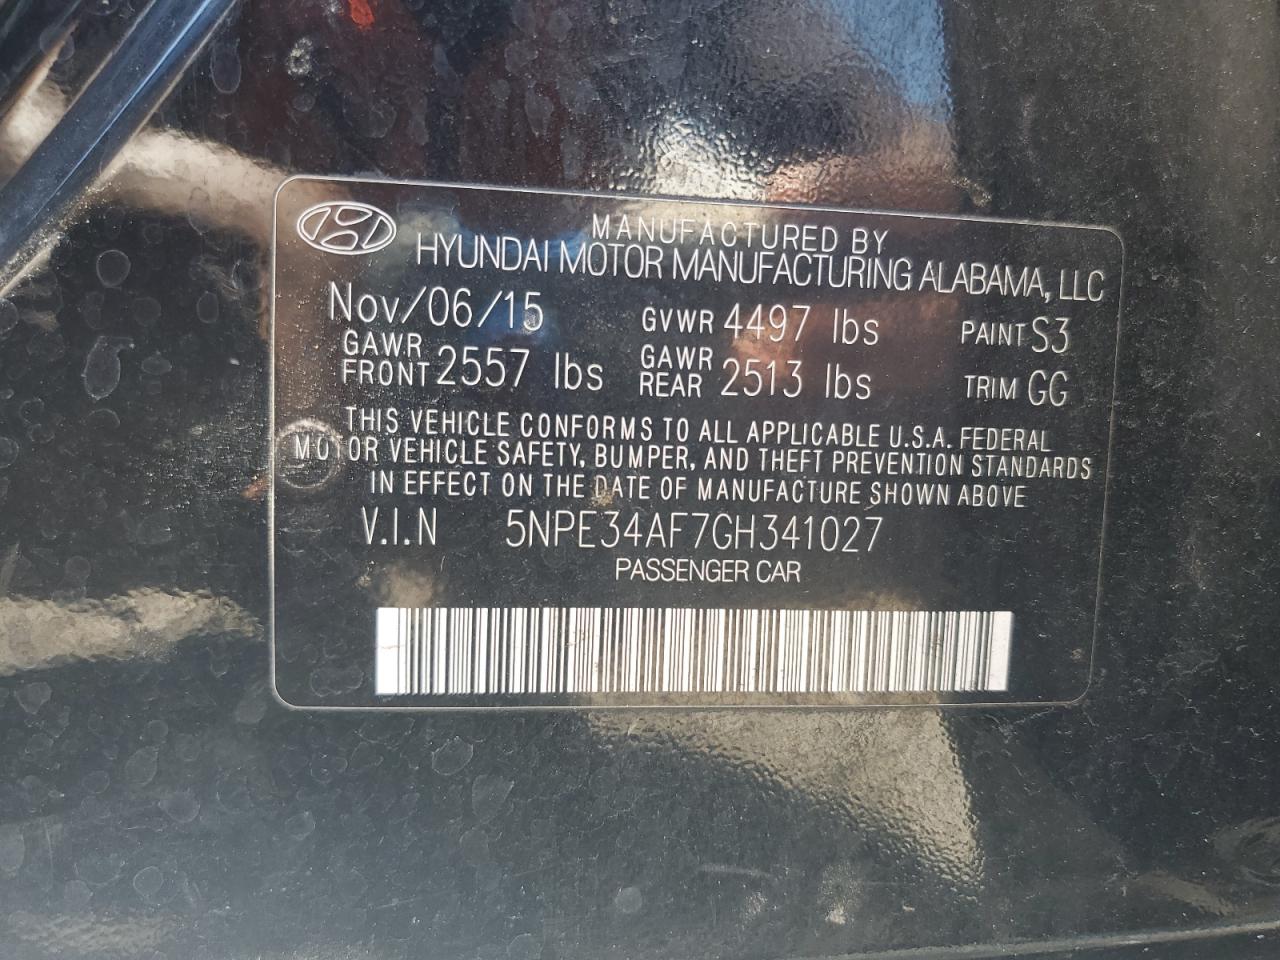 MANUFACTURED BY
HYUNDAI MOTOR MANUFACTURING ALABAMA, LLC
Nov/06/15 GVWR 4497 lbs PAINT S3
GAWR FRONT 2557 lbs GAWR REAR 2513 lbs TRIM GG
THIS VEHICLE CONFORMS TO ALL APPLICABLE U.S.A. FEDERAL
MOTOR VEHICLE SAFETY, BUMPER, AND THEFT PREVENTION STANDARDS
IN EFFECT ON THE DATE OF MANUFACTURE SHOWN ABOVE
V.I.N 5NPE34AF7GH341027
PASSENGER CAR